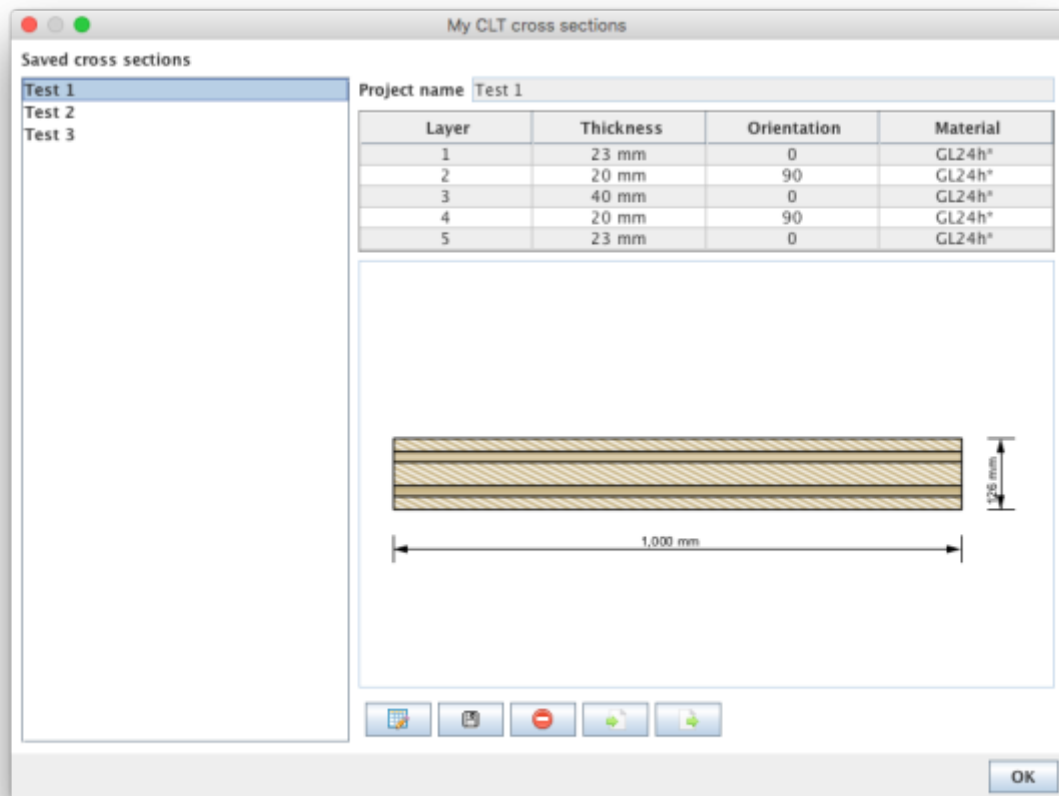 My CLT cross sections
Saved cross sections
Test 1
Test 2
Test 3
Project name Test 1
Layer Thickness Orientation Material
1 23 mm 0 GL24h*
2 20 mm 90 GL24h*
3 40 mm 0 GL24h*
4 20 mm 90 GL24h*
5 23 mm 0 GL24h*
126 mm
1,000 mm
OK